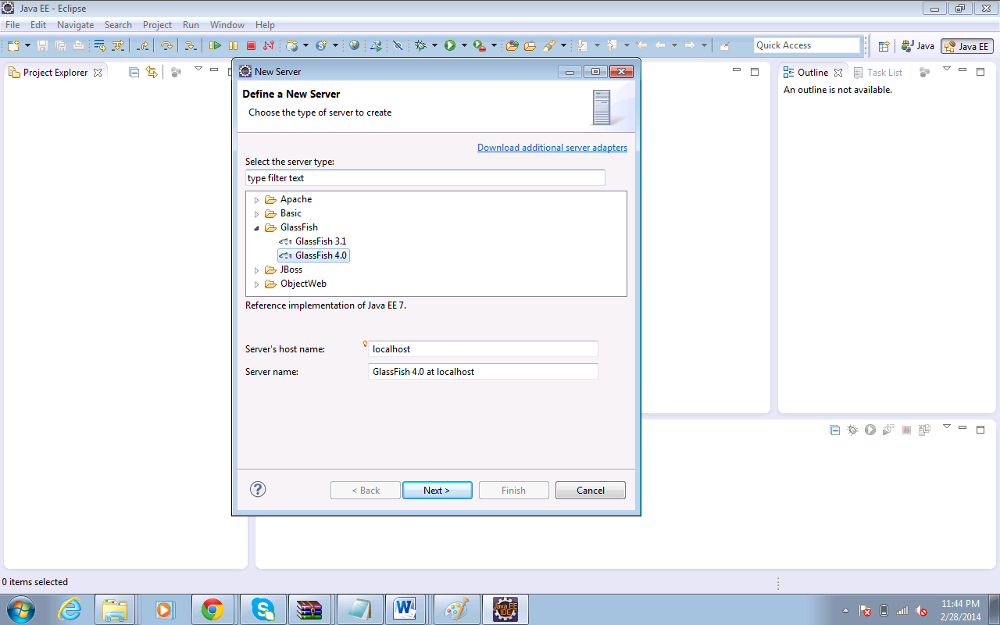 Java EE - Eclipse
File Edit Navigate Search Project Run Window Help
Quick Access
Java
Java EE
Project Explorer
New Server
Define a New Server
Choose the type of server to create
Download additional server adapters
Select the server type:
type filter text
Apache
Basic
GlassFish
GlassFish 3.1
GlassFish 4.0
JBoss
ObjectWeb
Reference implementation of Java EE 7.
Server's host name: localhost
Server name: GlassFish 4.0 at localhost
< Back Next > Finish Cancel
Outline Task List
An outline is not available.
0 items selected
Java EE
IDE
11:44 PM
2/28/2014